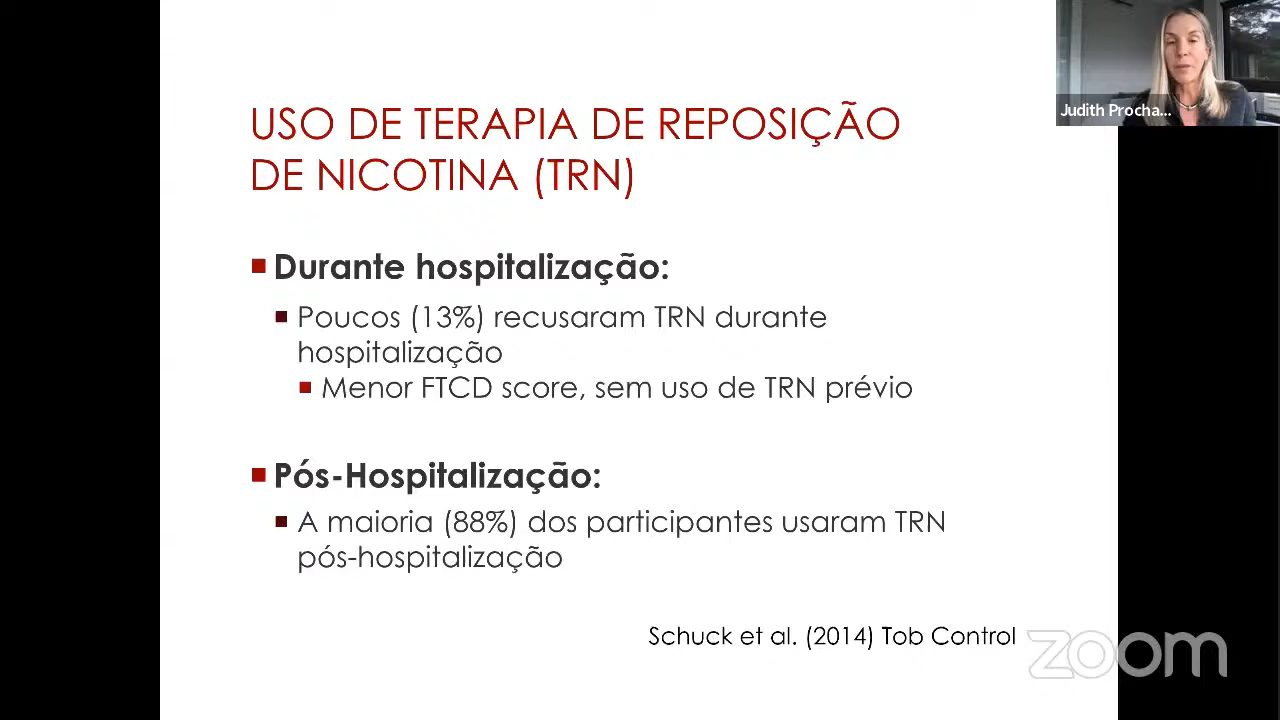 Judith Procha...
USO DE TERAPIA DE REPOSIÇÃO
DE NICOTINA (TRN)
Durante hospitalização:
Poucos (13%) recusaram TRN durante
hospitalização
Menor FTCD score, sem uso de TRN prévio
Pós-Hospitalização:
A maioria (88%) dos participantes usaram TRN
pós-hospitalização
Schuck et al. (2014) Tob Control
zoom